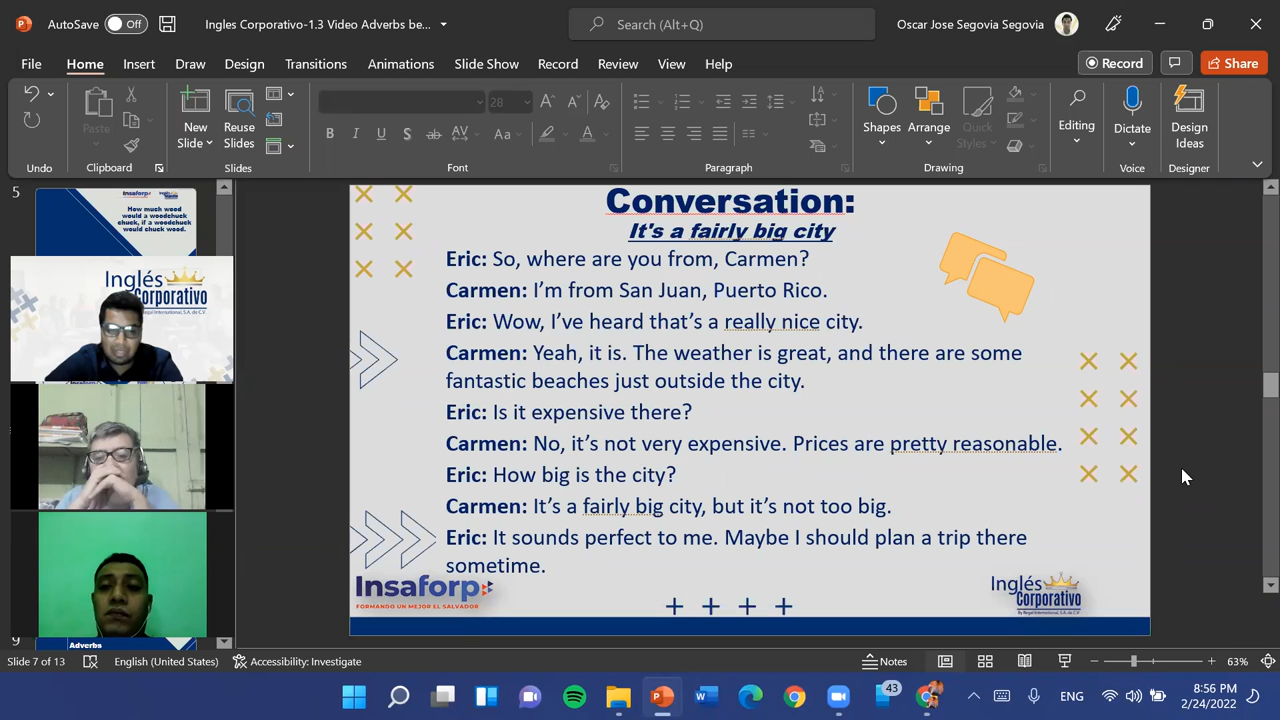 AutoSave Off
Ingles Corporativo-1.3 Video Adverbs be...
Search (Alt+Q)
Oscar Jose Segovia Segovia
File Home Insert Draw Design Transitions Animations Slide Show Record Review View Help
Record
Share
Paste
New Slide
Reuse Slides
28
B I U S ab AV Aa A
Shapes
Arrange
Quick Styles
Editing
Dictate
Design Ideas
Undo Clipboard Slides Font Paragraph Drawing Voice Designer
5
How much wood
would a woodchuck
chuck, if a woodchuck
would chuck wood.
Inglés
Corporativo
Conversation:
It's a fairly big city
Eric: So, where are you from, Carmen?
Carmen: I’m from San Juan, Puerto Rico.
Eric: Wow, I’ve heard that’s a really nice city.
Carmen: Yeah, it is. The weather is great, and there are some
fantastic beaches just outside the city.
Eric: Is it expensive there?
Carmen: No, it’s not very expensive. Prices are pretty reasonable.
Eric: How big is the city?
Carmen: It’s a fairly big city, but it’s not too big.
Eric: It sounds perfect to me. Maybe I should plan a trip there
sometime.
Insaforp
FORMANDO UN MEJOR EL SALVADOR
Inglés
Corporativo
By Regal International, S.A. de C.V.
9
Adverbs
Slide 7 of 13
English (United States)
Accessibility: Investigate
Notes
63%
43
ENG
8:56 PM
2/24/2022